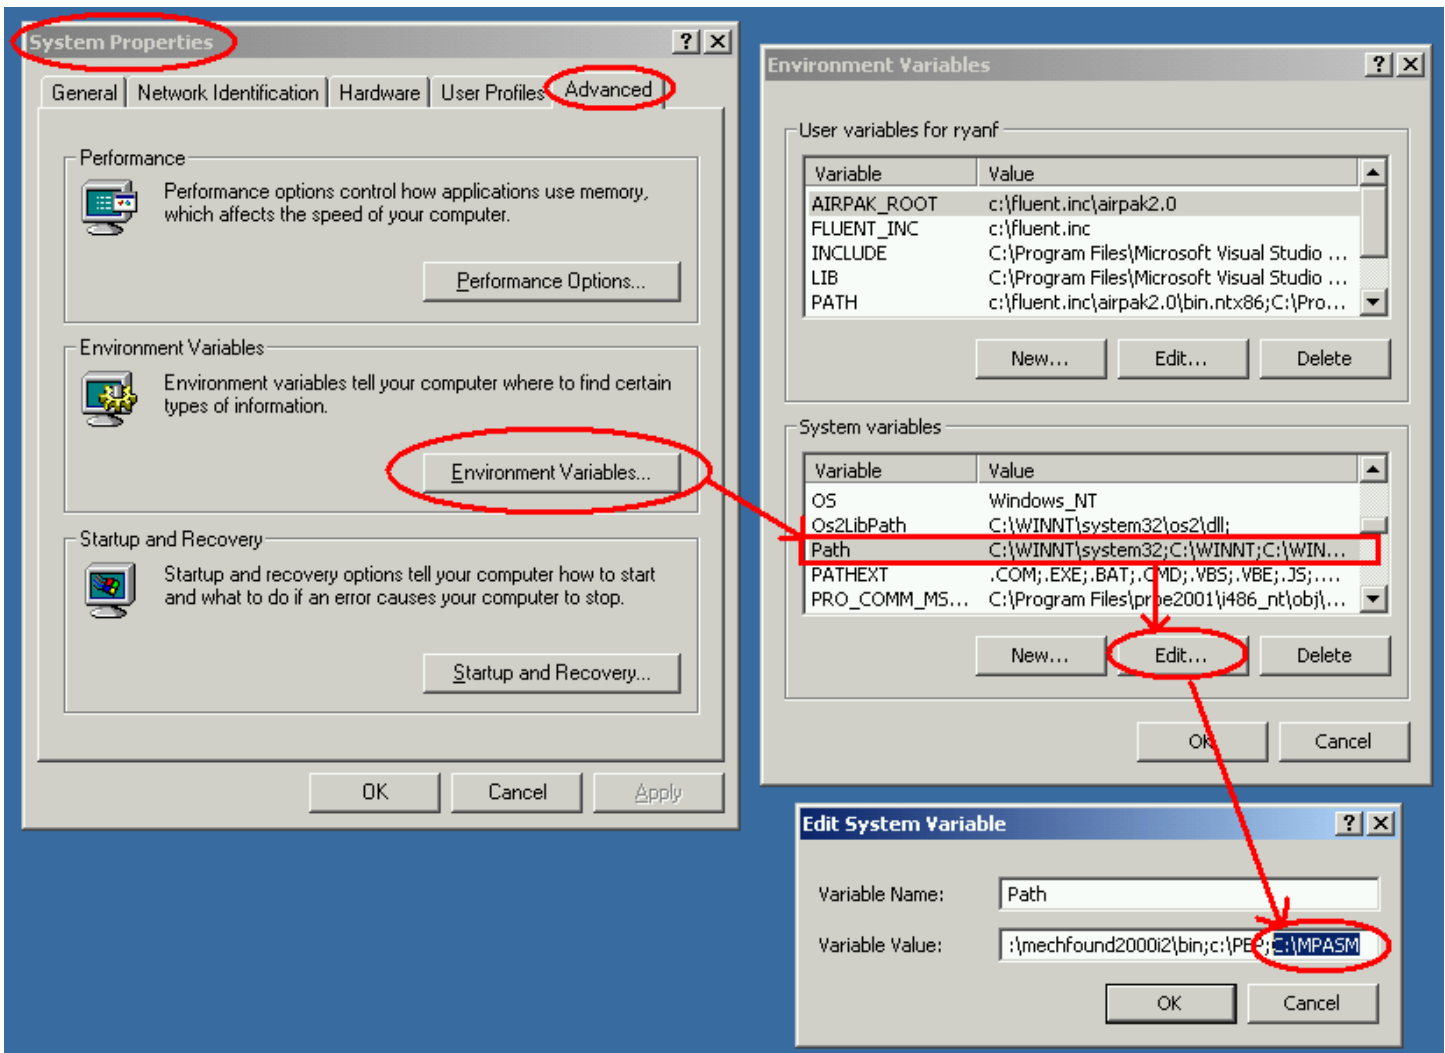 System Properties
General
Network Identification
Hardware
User Profiles
Advanced
Performance
Performance options control how applications use memory,
which affects the speed of your computer.
Performance Options...
Environment Variables
Environment variables tell your computer where to find certain
types of information.
Environment Variables...
Startup and Recovery
Startup and recovery options tell your computer how to start
and what to do if an error causes your computer to stop.
Startup and Recovery...
OK
Cancel
Apply
Environment Variables
User variables for ryanf
Variable Value
AIRPAK_ROOT c:\fluent.inc\airpak2.0
FLUENT_INC c:\fluent.inc
INCLUDE C:\Program Files\Microsoft Visual Studio ...
LIB C:\Program Files\Microsoft Visual Studio ...
PATH c:\fluent.inc\airpak2.0\bin.ntx86;C:\Pro...
New...
Edit...
Delete
System variables
Variable Value
OS Windows_NT
Os2LibPath C:\WINNT\system32\os2\dll;
Path C:\WINNT\system32;C:\WINNT;C:\WIN...
PATHEXT .COM;.EXE;.BAT;.CMD;.VBS;.VBE;.JS;....
PRO_COMM_MS... C:\Program Files\proe2001\i486_nt\obj\...
New...
Edit...
Delete
OK
Cancel
Edit System Variable
Variable Name: Path
Variable Value: :\mechfound2000i2\bin;c:\PBP;C:\MPASM
OK
Cancel